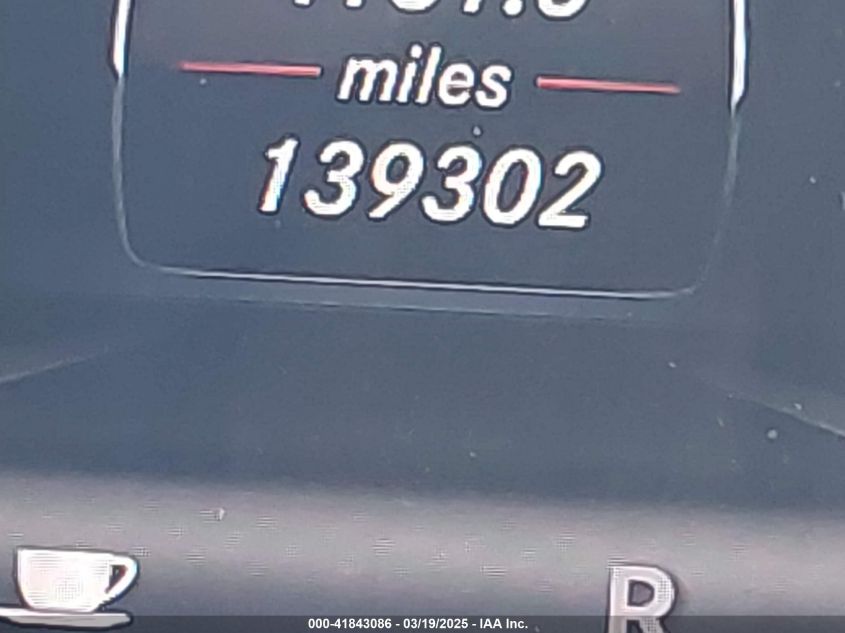 miles
139302
R
000-41843086 - 03/19/2025 - IAA Inc.